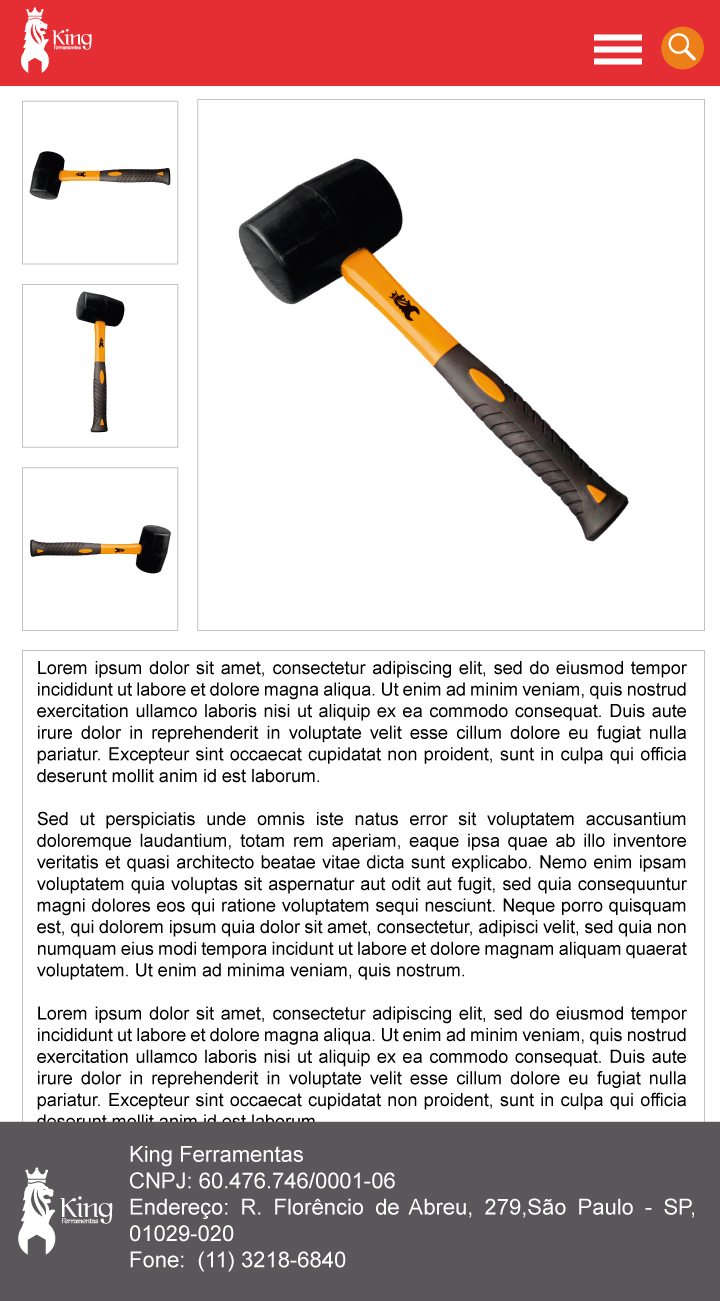 King
Ferramentas
Lorem ipsum dolor sit amet, consectetur adipiscing elit, sed do eiusmod tempor
incididunt ut labore et dolore magna aliqua. Ut enim ad minim veniam, quis nostrud
exercitation ullamco laboris nisi ut aliquip ex ea commodo consequat. Duis aute
irure dolor in reprehenderit in voluptate velit esse cillum dolore eu fugiat nulla
pariatur. Excepteur sint occaecat cupidatat non proident, sunt in culpa qui officia
deserunt mollit anim id est laborum.
Sed ut perspiciatis unde omnis iste natus error sit voluptatem accusantium
doloremque laudantium, totam rem aperiam, eaque ipsa quae ab illo inventore
veritatis et quasi architecto beatae vitae dicta sunt explicabo. Nemo enim ipsam
voluptatem quia voluptas sit aspernatur aut odit aut fugit, sed quia consequuntur
magni dolores eos qui ratione voluptatem sequi nesciunt. Neque porro quisquam
est, qui dolorem ipsum quia dolor sit amet, consectetur, adipisci velit, sed quia non
numquam eius modi tempora incidunt ut labore et dolore magnam aliquam quaerat
voluptatem. Ut enim ad minima veniam, quis nostrum.
Lorem ipsum dolor sit amet, consectetur adipiscing elit, sed do eiusmod tempor
incididunt ut labore et dolore magna aliqua. Ut enim ad minim veniam, quis nostrud
exercitation ullamco laboris nisi ut aliquip ex ea commodo consequat. Duis aute
irure dolor in reprehenderit in voluptate velit esse cillum dolore eu fugiat nulla
pariatur. Excepteur sint occaecat cupidatat non proident, sunt in culpa qui officia
deserunt mollit anim id est laborum.
King
Ferramentas
King Ferramentas
CNPJ: 60.476.746/0001-06
Endereço: R. Florêncio de Abreu, 279,São Paulo - SP,
01029-020
Fone:  (11) 3218-6840